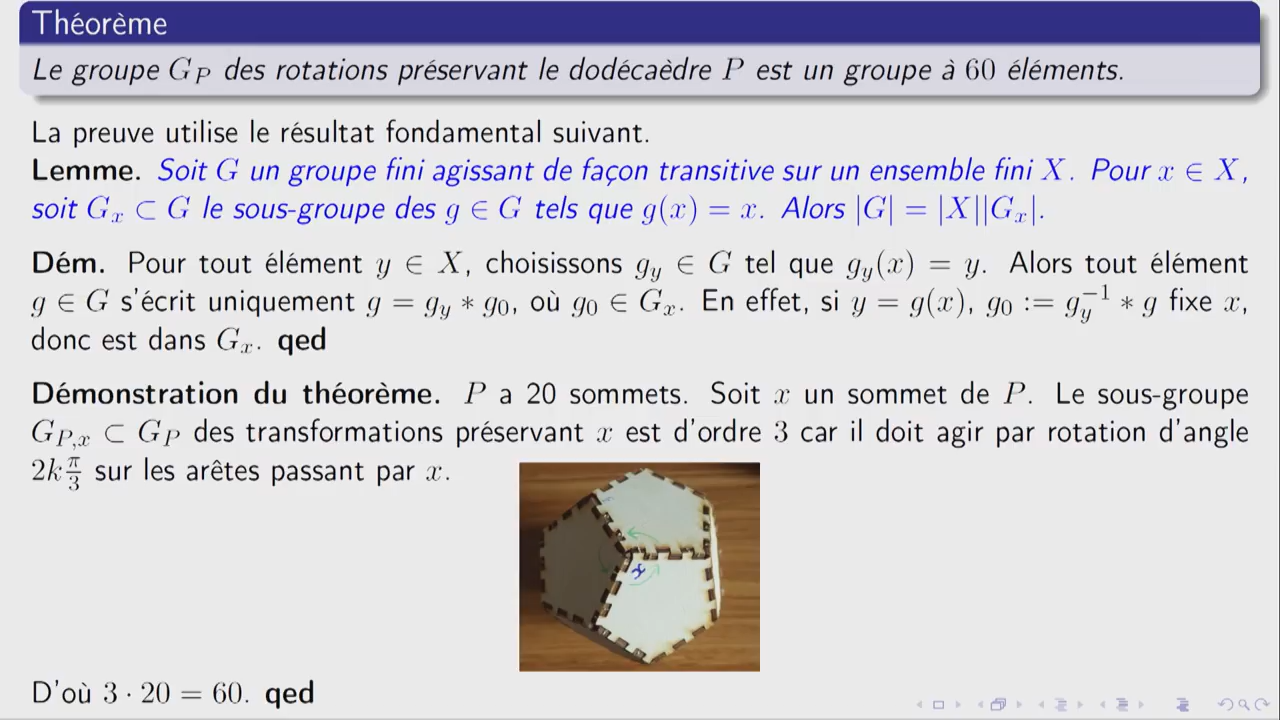 Théorème
Le groupe G_P des rotations préservant le dodécaèdre P est un groupe à 60 éléments.
La preuve utilise le résultat fondamental suivant.
Lemme. Soit G un groupe fini agissant de façon transitive sur un ensemble fini X. Pour x ∈ X,
soit G_x ⊂ G le sous-groupe des g ∈ G tels que g(x) = x. Alors |G| = |X||G_x|.
Dém. Pour tout élément y ∈ X, choisissons g_y ∈ G tel que g_y(x) = y. Alors tout élément
g ∈ G s'écrit uniquement g = g_y * g_0, où g_0 ∈ G_x. En effet, si y = g(x), g_0 := g_y^{-1} * g fixe x,
donc est dans G_x. qed
Démonstration du théorème. P a 20 sommets. Soit x un sommet de P. Le sous-groupe
G_{P,x} ⊂ G_P des transformations préservant x est d'ordre 3 car il doit agir par rotation d'angle
2k π/3 sur les arêtes passant par x.
x
D'où 3 · 20 = 60. qed